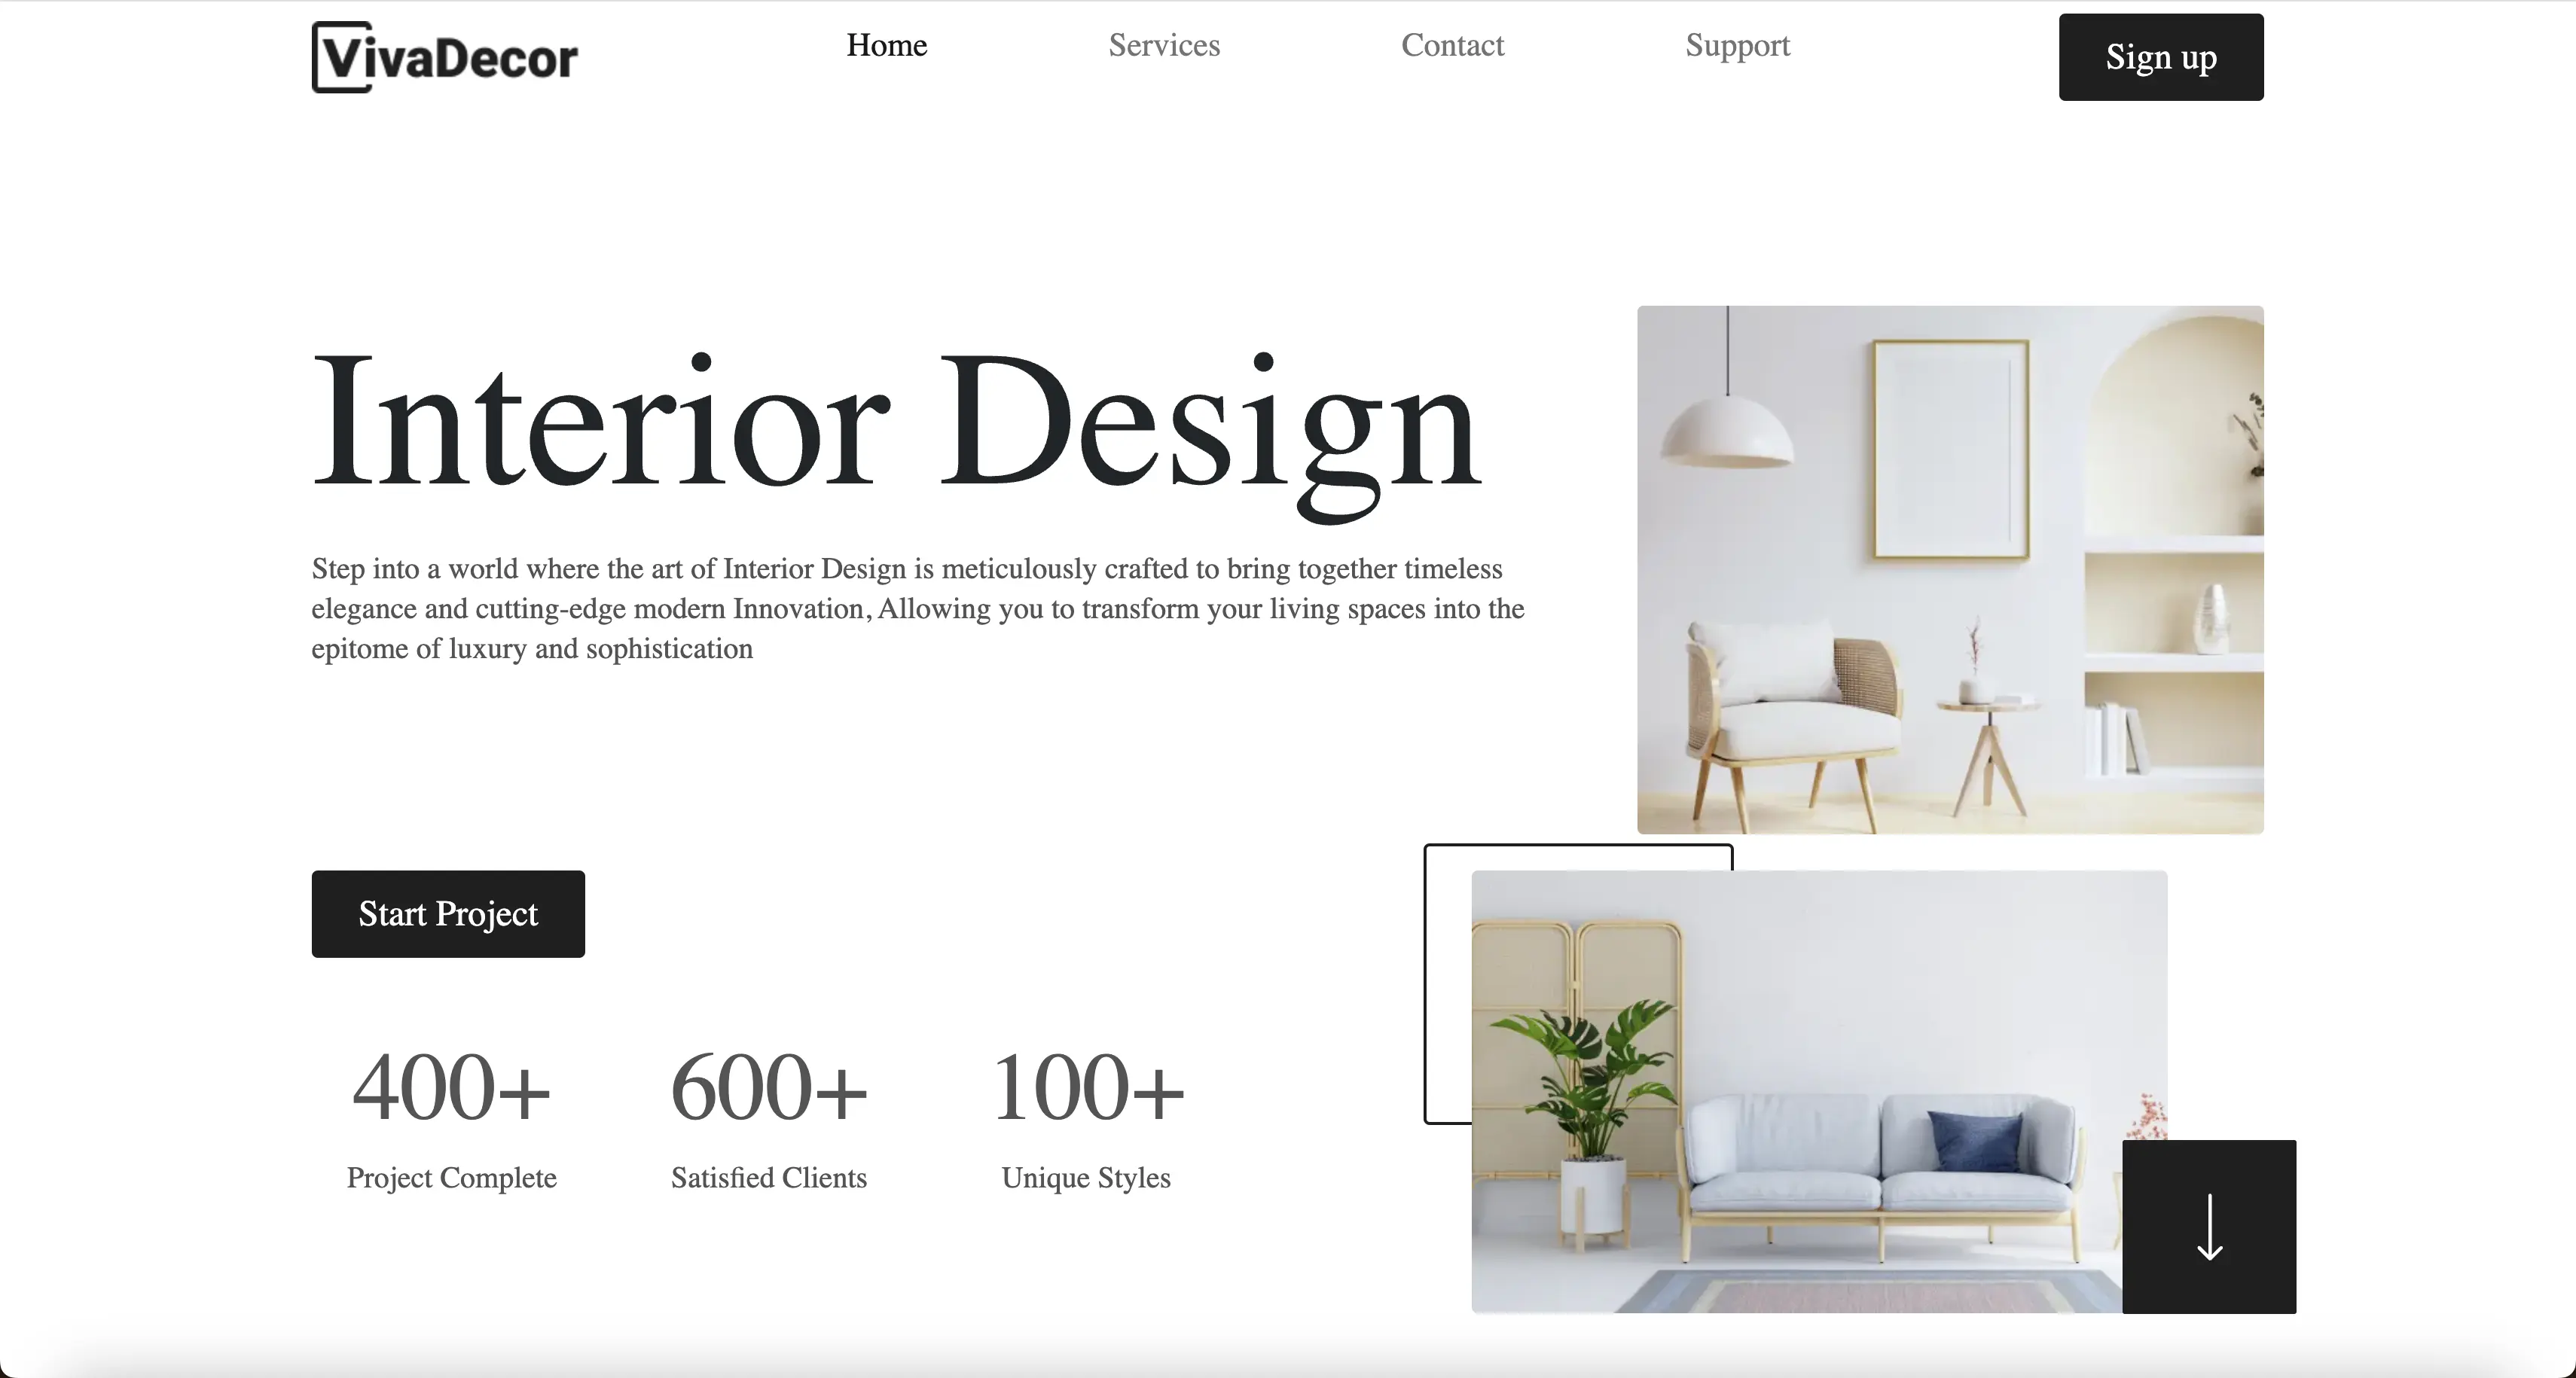 VivaDecor
Home
Services
Contact
Support
Sign up
Interior Design
Step into a world where the art of Interior Design is meticulously crafted to bring together timeless
elegance and cutting-edge modern Innovation, Allowing you to transform your living spaces into the
epitome of luxury and sophistication
Start Project
400+
Project Complete
600+
Satisfied Clients
100+
Unique Styles